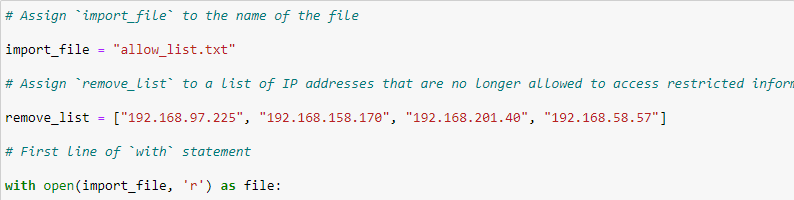 # Assign `import_file` to the name of the file
import_file = "allow_list.txt"
# Assign `remove_list` to a list of IP addresses that are no longer allowed to access restricted
remove_list = ["192.168.97.225", "192.168.158.170", "192.168.201.40", "192.168.58.57"]
# First line of `with` statement
with open(import_file, 'r') as file: